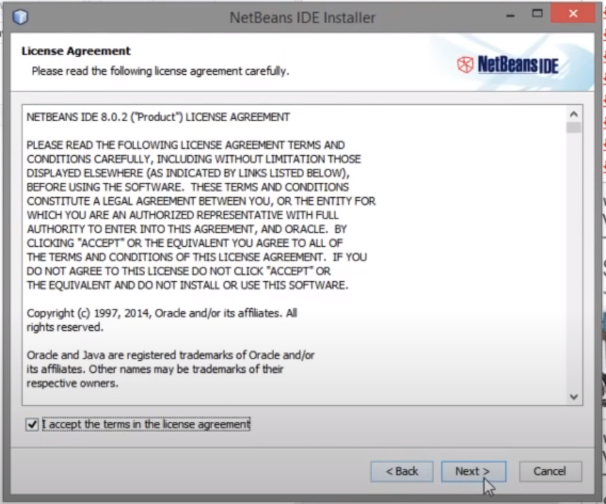 NetBeans IDE Installer
License Agreement
Please read the following license agreement carefully.
NetBeans IDE
NETBEANS IDE 8.0.2 ("Product") LICENSE AGREEMENT
PLEASE READ THE FOLLOWING LICENSE AGREEMENT TERMS AND
CONDITIONS CAREFULLY, INCLUDING WITHOUT LIMITATION THOSE
DISPLAYED ELSEWHERE (AS INDICATED BY LINKS LISTED BELOW),
BEFORE USING THE SOFTWARE. THESE TERMS AND CONDITIONS
CONSTITUTE A LEGAL AGREEMENT BETWEEN YOU, OR THE ENTITY FOR
WHICH YOU ARE AN AUTHORIZED REPRESENTATIVE WITH FULL
AUTHORITY TO ENTER INTO THIS AGREEMENT, AND ORACLE. BY
CLICKING "ACCEPT" OR THE EQUIVALENT YOU AGREE TO ALL OF
THE TERMS AND CONDITIONS OF THIS LICENSE AGREEMENT. IF YOU
DO NOT AGREE TO THIS LICENSE DO NOT CLICK "ACCEPT" OR
THE EQUIVALENT AND DO NOT INSTALL OR USE THIS SOFTWARE.
Copyright (c) 1997, 2014, Oracle and/or its affiliates. All
rights reserved.
Oracle and Java are registered trademarks of Oracle and/or
its affiliates. Other names may be trademarks of their
respective owners.
I accept the terms in the license agreement
< Back Next > Cancel